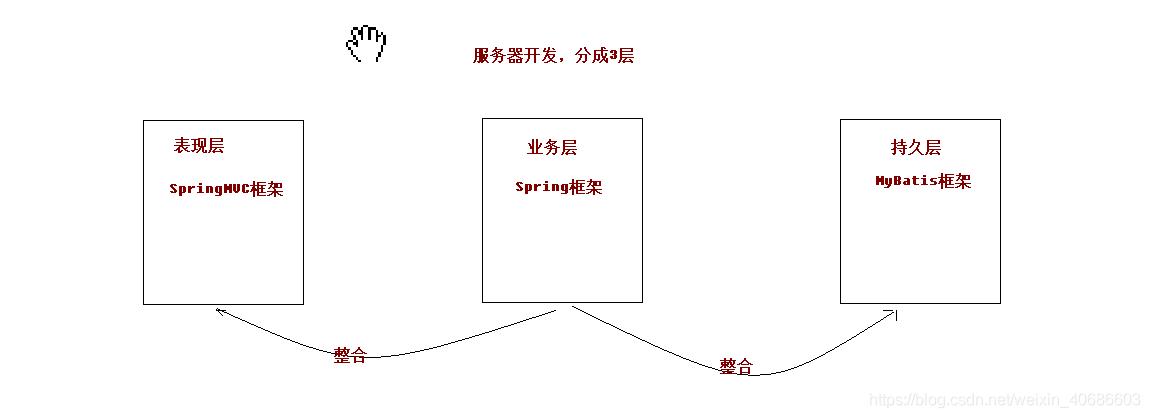 服务器开发，分成3层
表现层
SpringMVC框架
业务层
Spring框架
持久层
MyBatis框架
整合
整合
https://blog.csdn.net/weixin_40686603